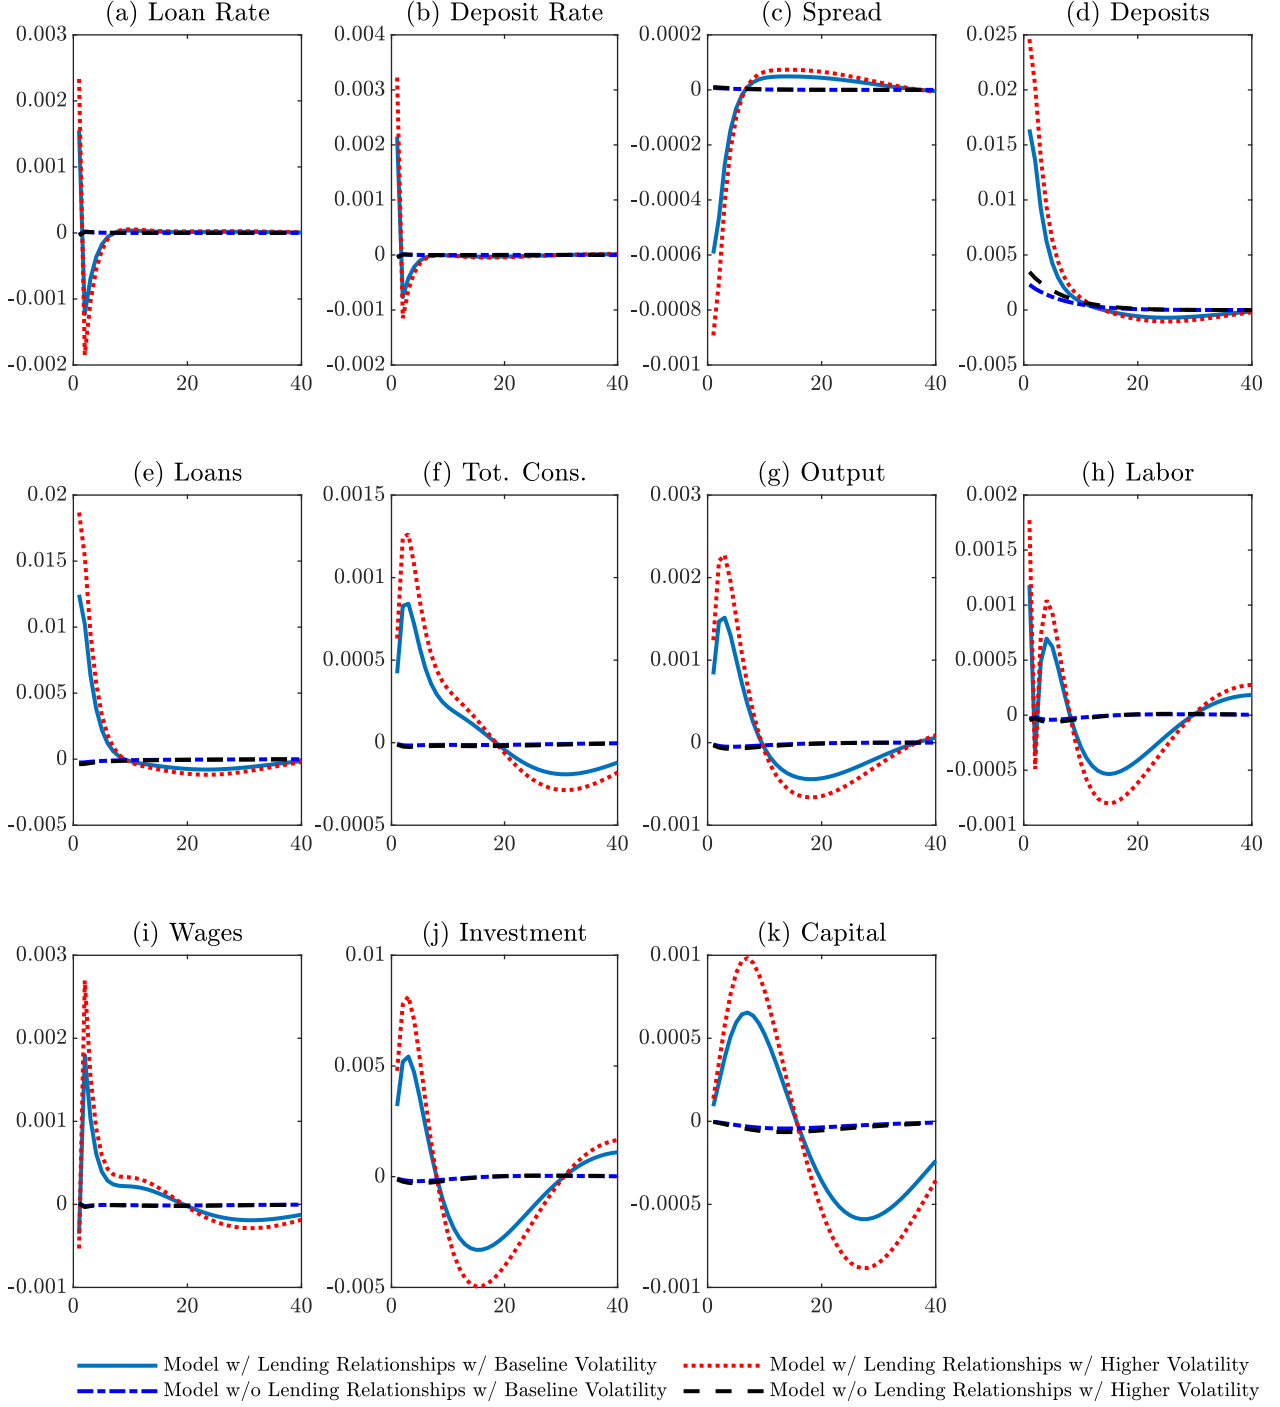 (a) Loan Rate
(b) Deposit Rate
(c) Spread
(d) Deposits
0.003
0.002
0.001
0
-0.001
-0.002
0 20 40
0.004
0.003
0.002
0.001
0
-0.001
0.002
0 20 40
0.0002
0
-0.0002
-0.0004
-0.0006
-0.0008
-0.001
0 20 40
0.025
0.020
0.015
0.010
0.005
0
-0.005
0 20 40
(e) Loans
(f) Tot. Cons.
(g) Output
(h) Labor
0.02
0.015
0.01
0.005
0
-0.005
0 20 40
0.0015
0.001
0.0005
0
-0.0005
0 20 40
0.003
0.002
0.001
0
-0.001
0 20 40
0.002
0.0015
0.001
0.0005
0
-0.0005
-0.001
0 20 40
(i) Wages
(j) Investment
(k) Capital
0.003
0.002
0.001
0
-0.001
0 20 40
0.01
0.005
0
-0.005
0 20 40
0.001
0.0005
0
-0.0005
-0.001
0 20 40
Model w/ Lending Relationships w/ Baseline Volatility
Model w/ Lending Relationships w/ Higher Volatility
Model w/o Lending Relationships w/ Baseline Volatility
Model w/o Lending Relationships w/ Higher Volatility